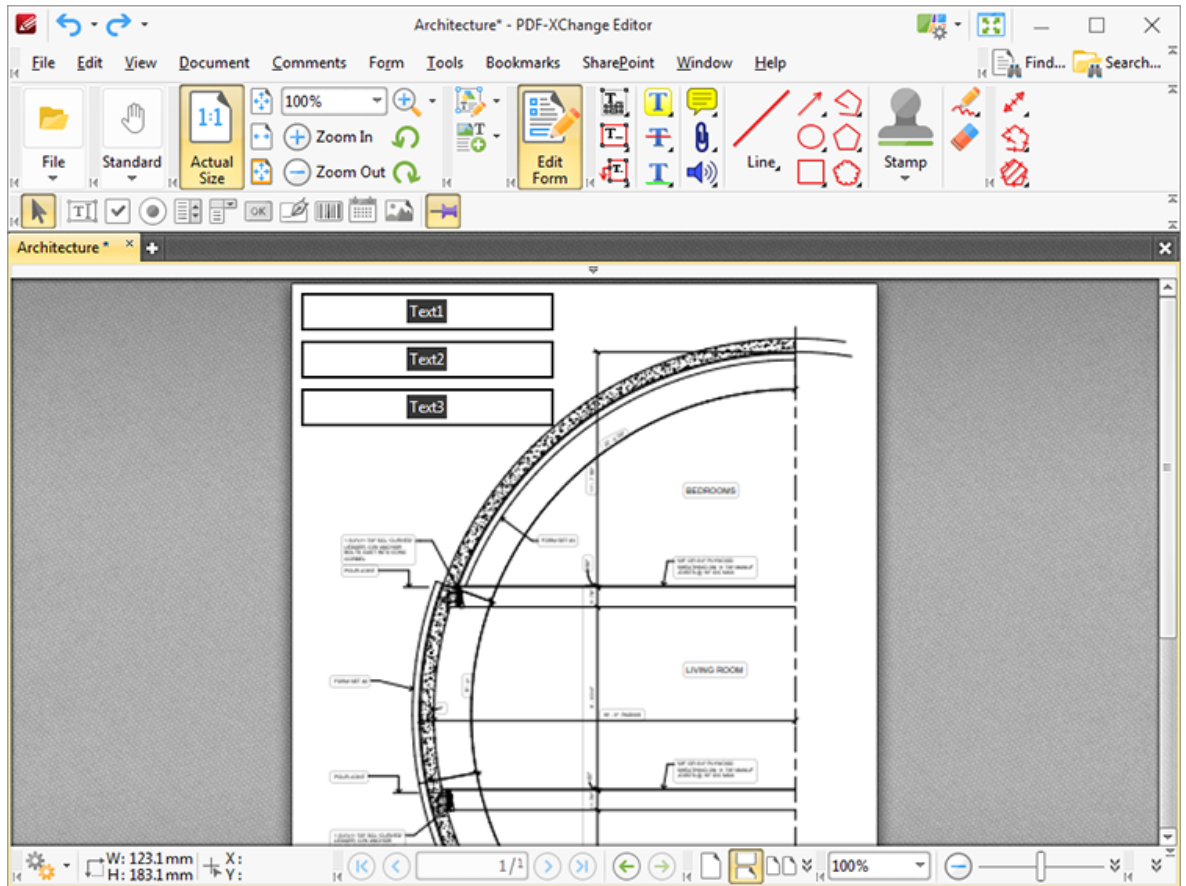 Architecture* - PDF-XChange Editor
File Edit View Document Comments Form Tools Bookmarks SharePoint Window Help Find... Search...
100%
1:1
Zoom In
Zoom Out
File
Standard
Actual Size
Edit Form
Line
Stamp
OK
Architecture *
Text1
Text2
Text3
BEDROOMS
LIVING ROOM
W: 123.1 mm
H: 183.1 mm
X:
Y:
1/1
100%